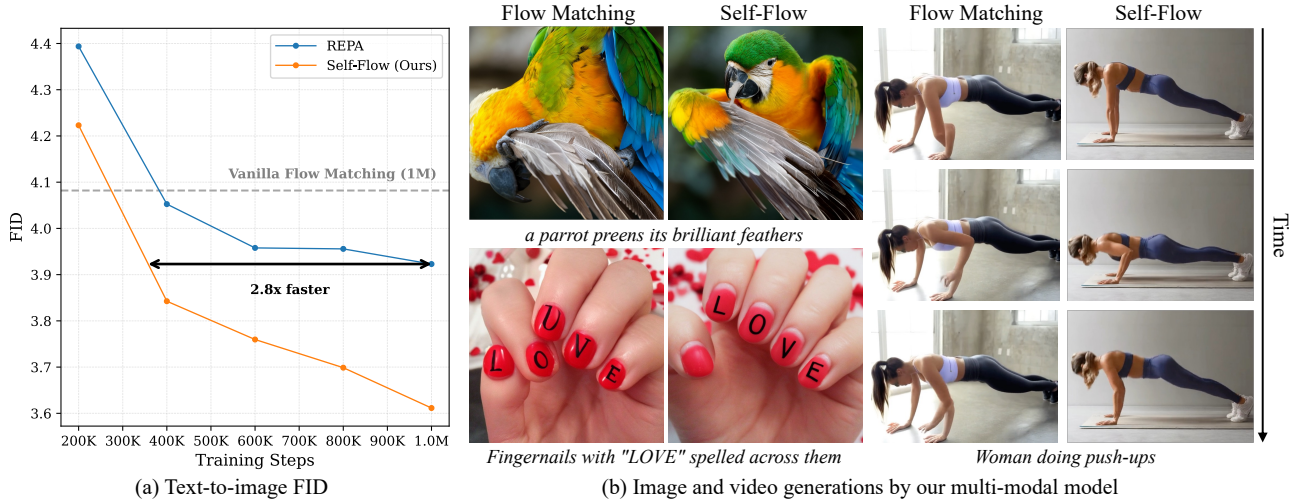 4.4
4.3
4.2
4.1
4.0
3.9
3.8
3.7
3.6
FID
REPA
Self-Flow (Ours)
Vanilla Flow Matching (1M)
2.8x faster
200K 300K 400K 500K 600K 700K 800K 900K 1.0M
Training Steps
(a) Text-to-image FID
Flow Matching Self-Flow
a parrot preens its brilliant feathers
L U O V E
L O V E
Fingernails with "LOVE" spelled across them
Flow Matching Self-Flow
Time
Woman doing push-ups
(b) Image and video generations by our multi-modal model